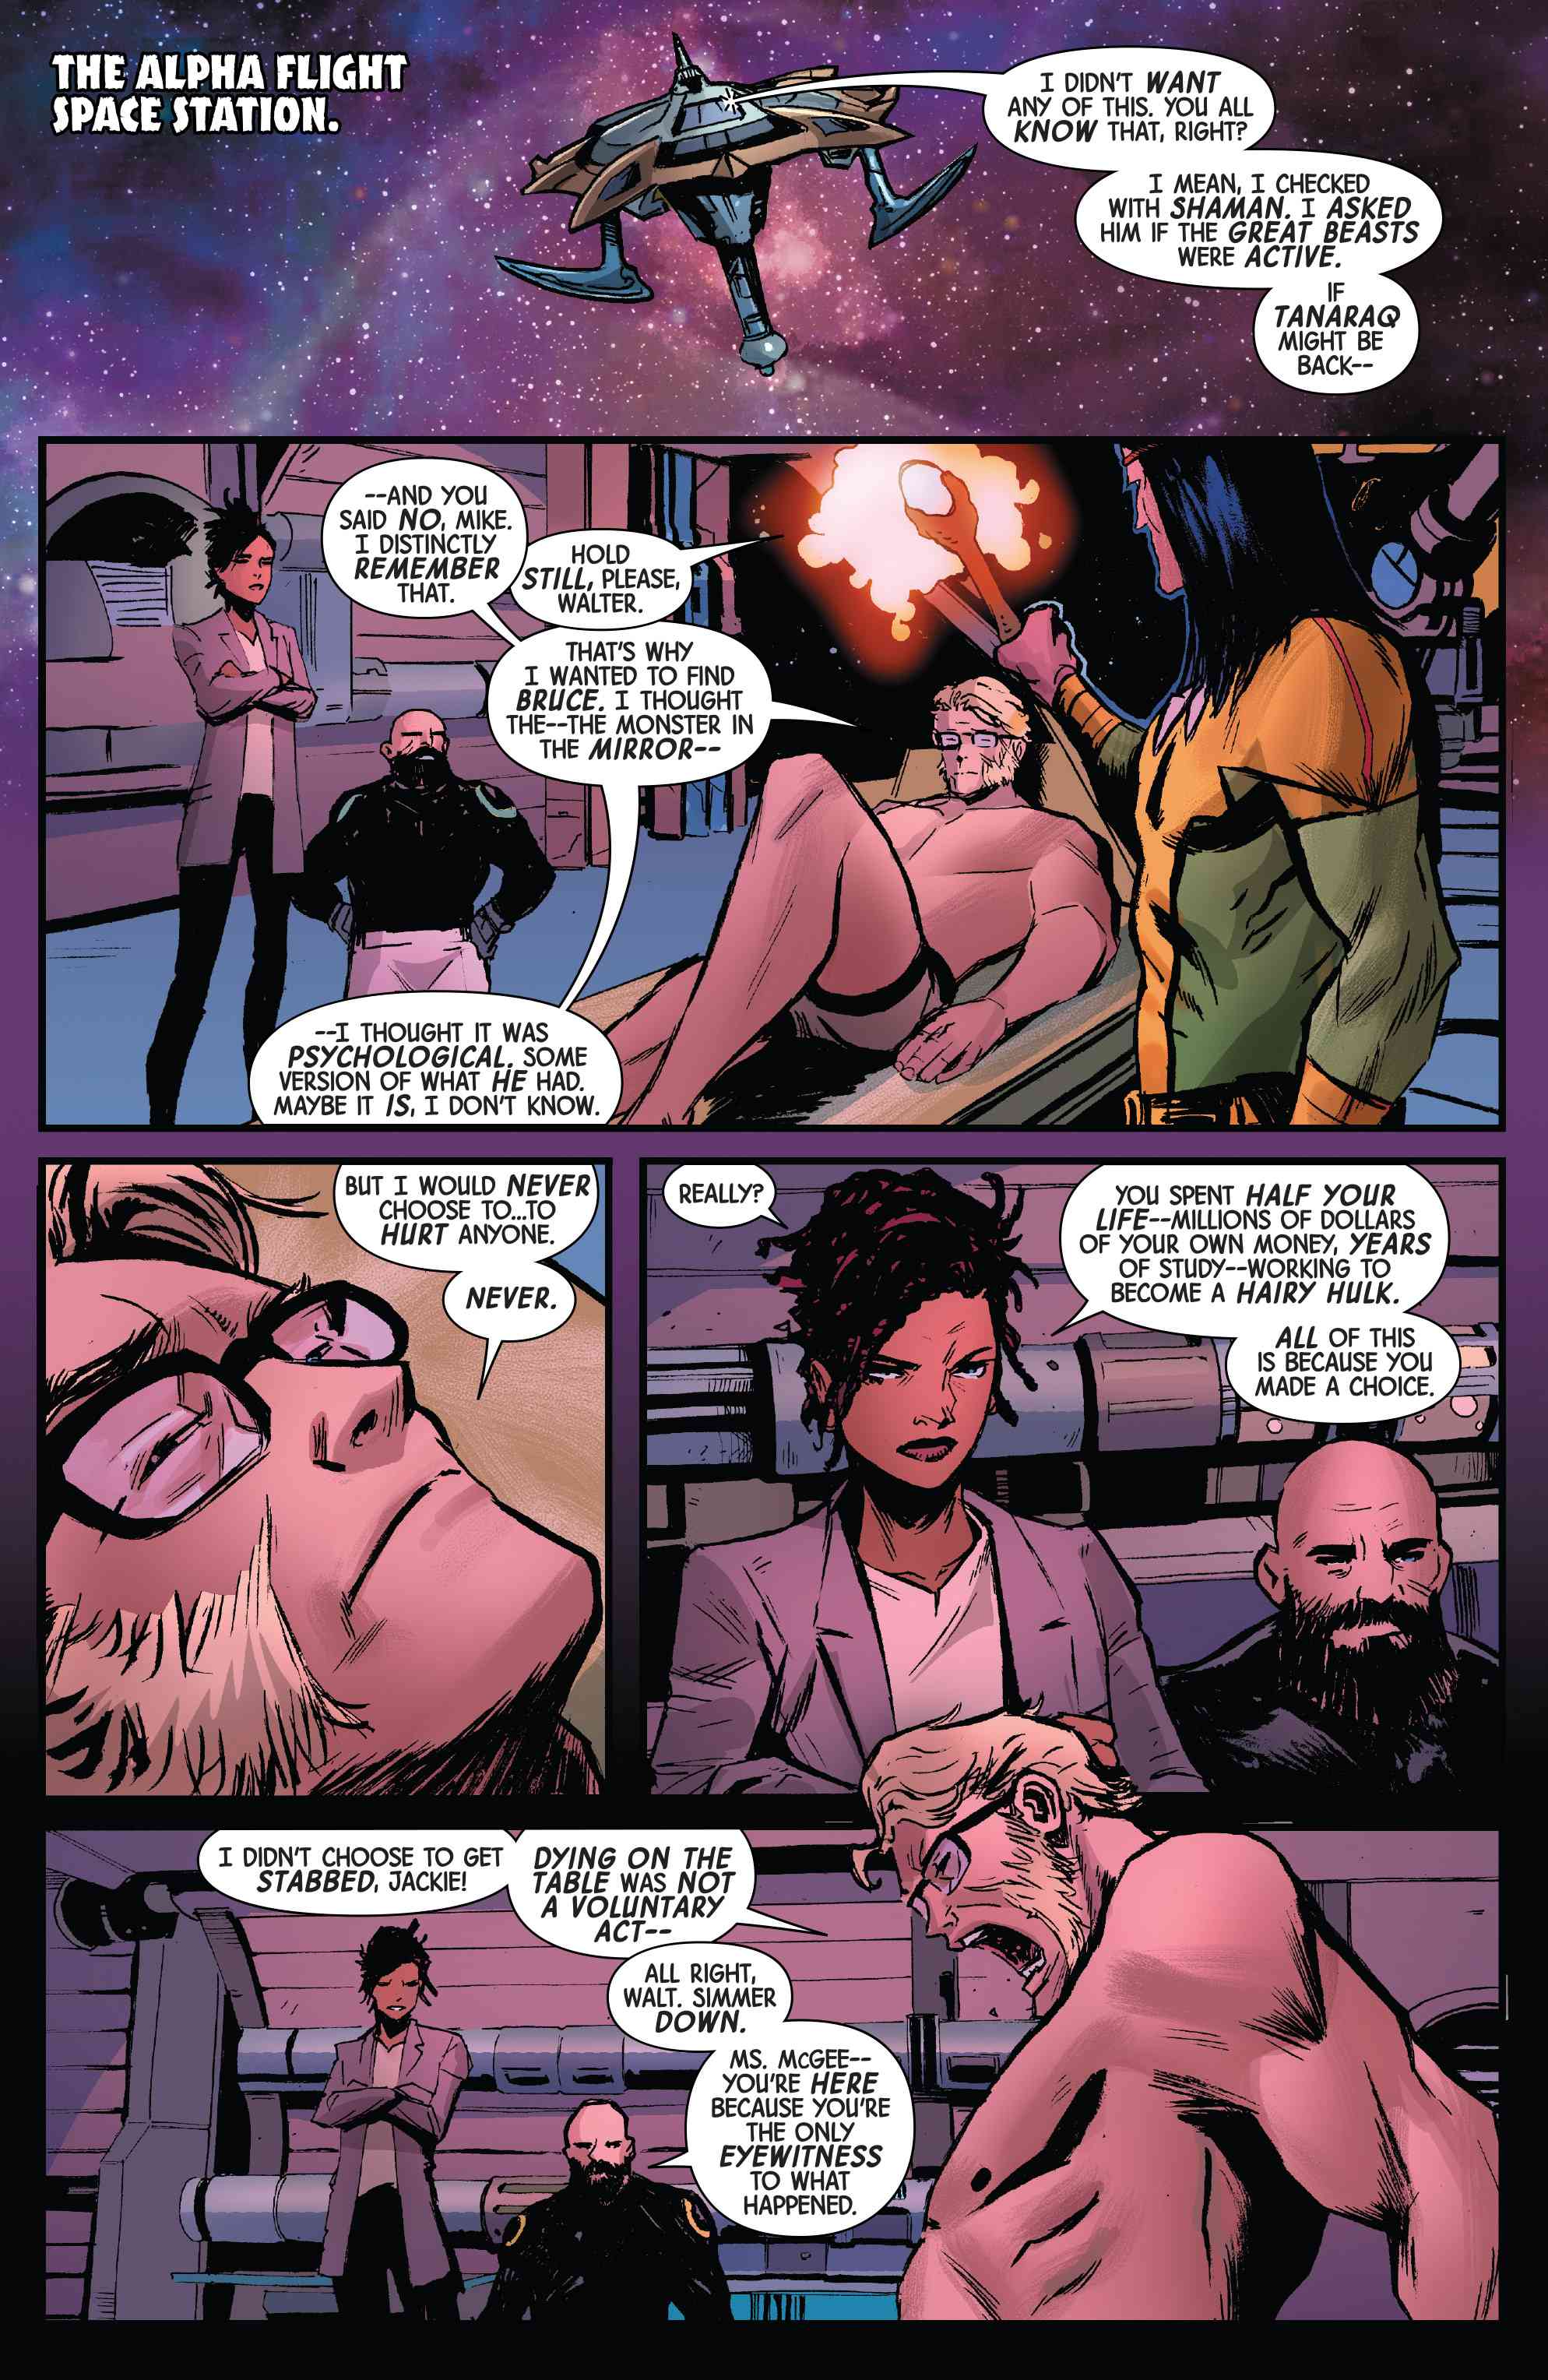 THE ALPHA FLIGHT
SPACE STATION.
I DIDN'T WANT
ANY OF THIS. YOU ALL
KNOW THAT, RIGHT?
I MEAN, I CHECKED
WITH SHAMAN. I ASKED
HIM IF THE GREAT BEASTS
WERE ACTIVE.
IF
TANARAQ
MIGHT BE
BACK--
--AND YOU
SAID NO, MIKE.
I DISTINCTLY
REMEMBER
THAT.
HOLD
STILL, PLEASE,
WALTER.
THAT'S WHY
I WANTED TO FIND
BRUCE. I THOUGHT
THE--THE MONSTER IN
THE MIRROR--
--I THOUGHT IT WAS
PSYCHOLOGICAL. SOME
VERSION OF WHAT HE HAD.
MAYBE IT IS, I DON'T KNOW.
BUT I WOULD NEVER
CHOOSE TO...TO
HURT ANYONE.
NEVER.
REALLY?
YOU SPENT HALF YOUR
LIFE--MILLIONS OF DOLLARS
OF YOUR OWN MONEY, YEARS
OF STUDY--WORKING TO
BECOME A HAIRY HULK.
ALL OF THIS
IS BECAUSE YOU
MADE A CHOICE.
I DIDN'T CHOOSE TO GET
STABBED, JACKIE!
DYING ON THE
TABLE WAS NOT
A VOLUNTARY
ACT--
ALL RIGHT,
WALT. SIMMER
DOWN.
MS. McGEE--
YOU'RE HERE
BECAUSE YOU'RE
THE ONLY
EYEWITNESS
TO WHAT
HAPPENED.